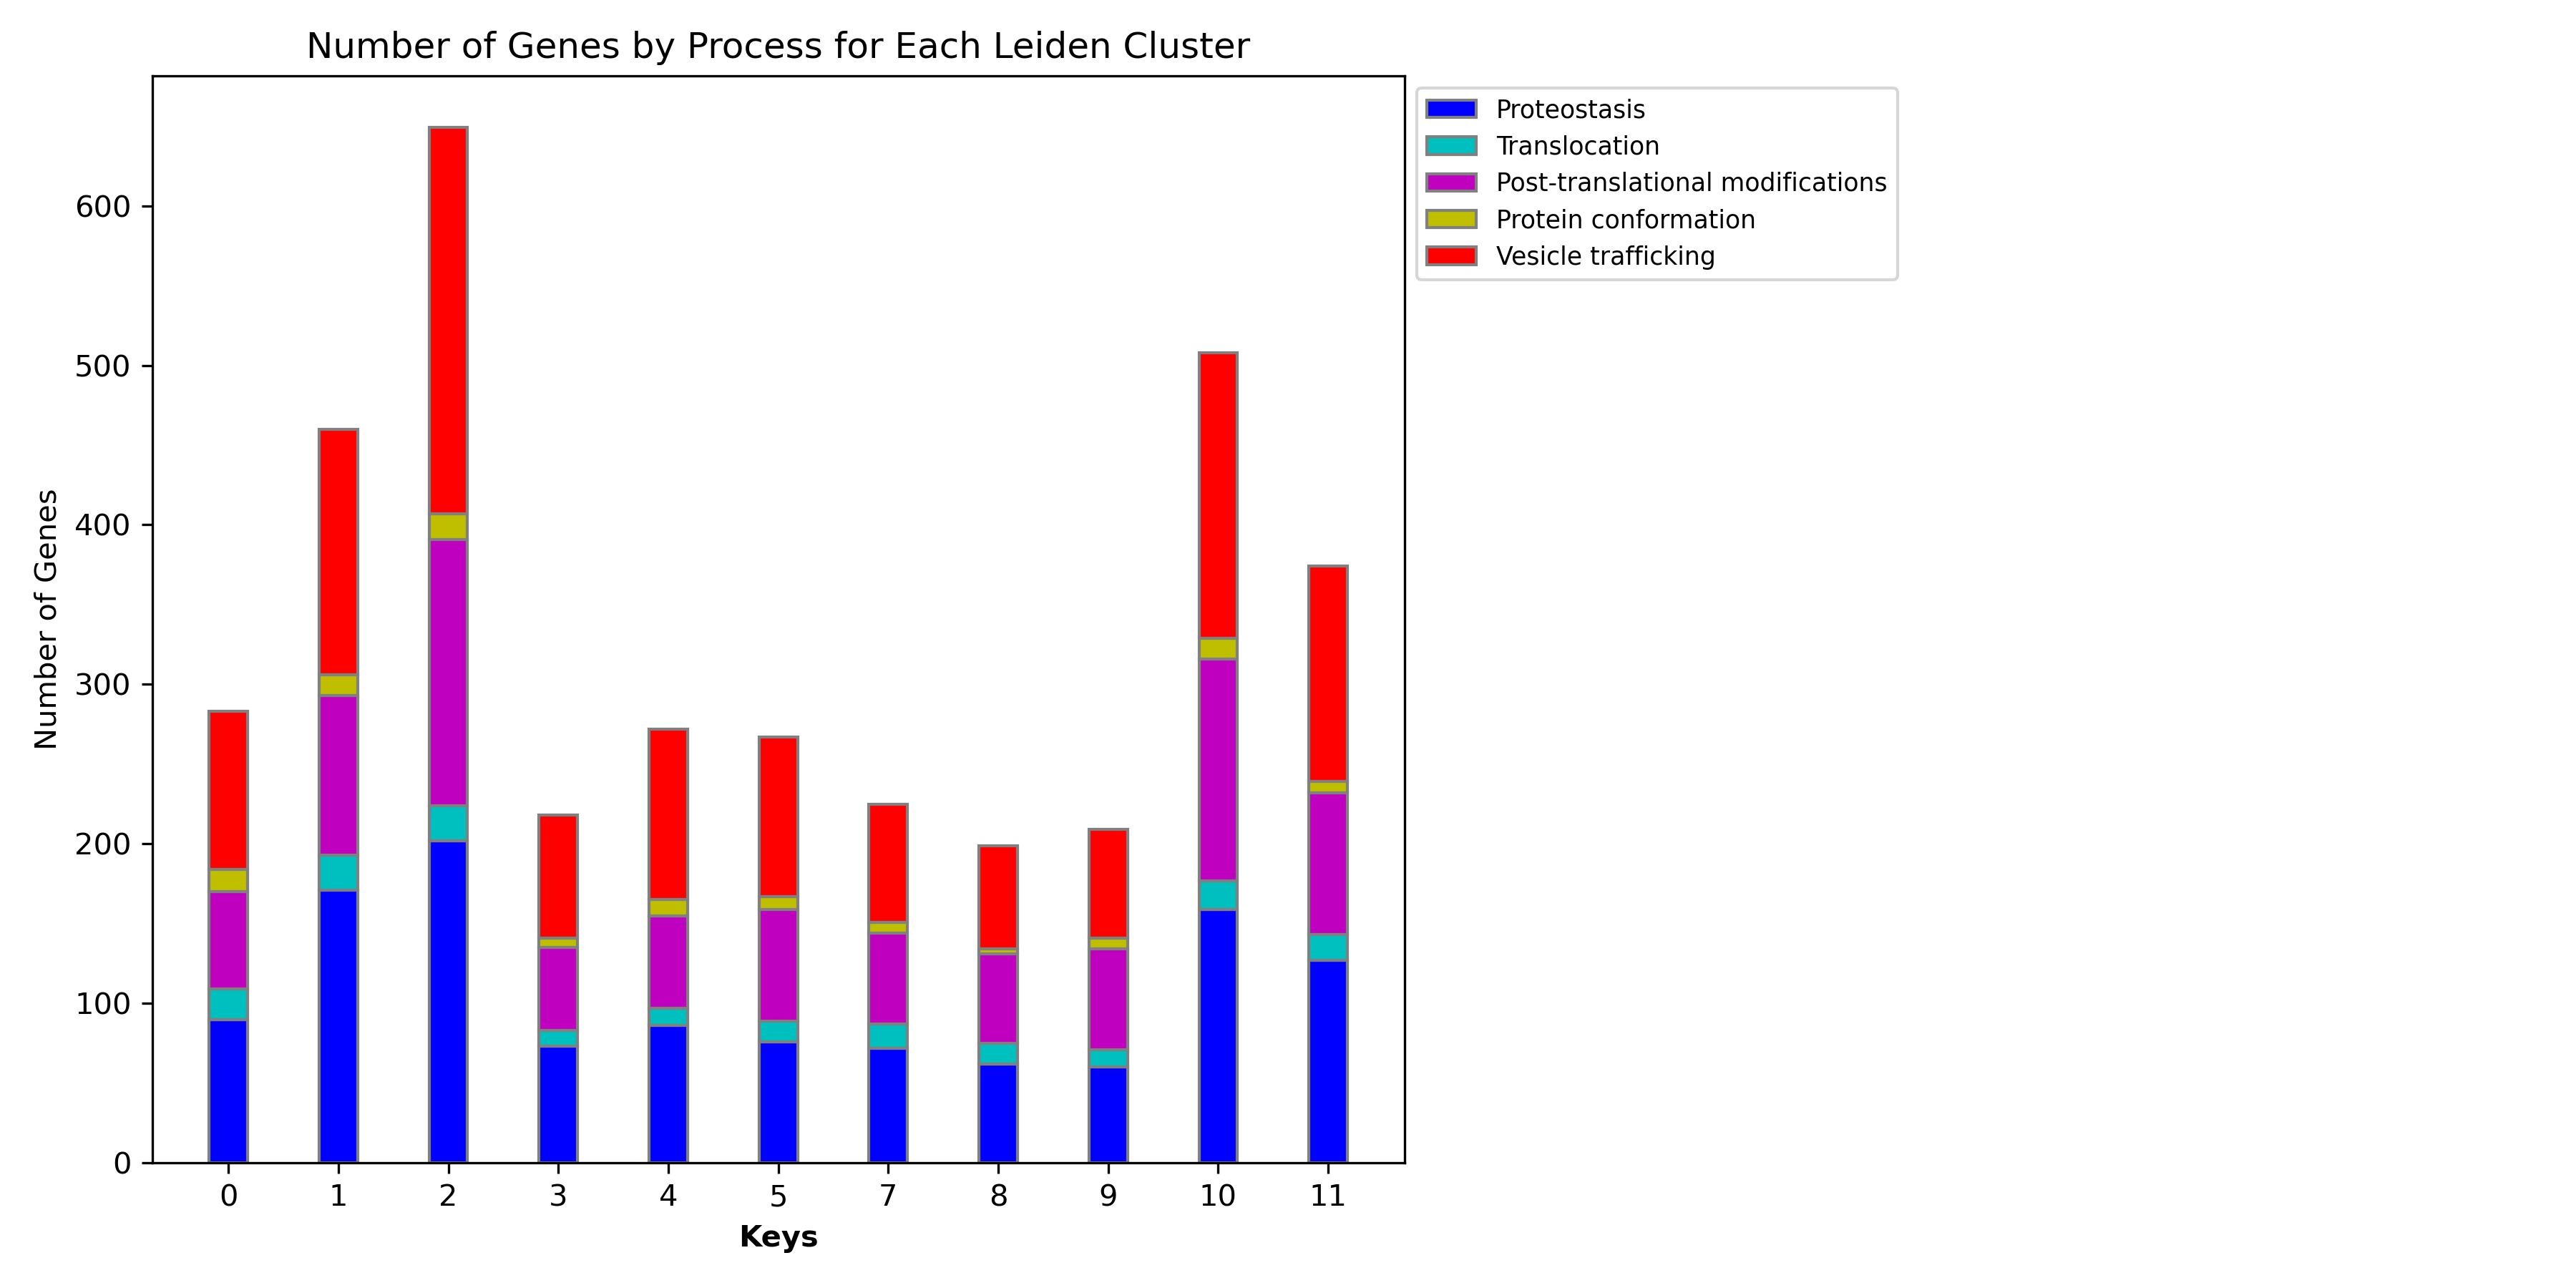 Number of Genes by Process for Each Leiden Cluster
Proteostasis
Translocation
Post-translational modifications
Protein conformation
Vesicle trafficking
Number of Genes
600
500
400
300
200
100
0
0 1 2 3 4 5 7 8 9 10 11
Keys